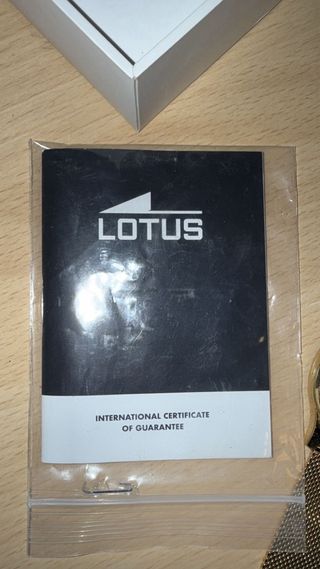 LOTUS
INTERNATIONAL CERTIFICATE
OF GUARANTEE